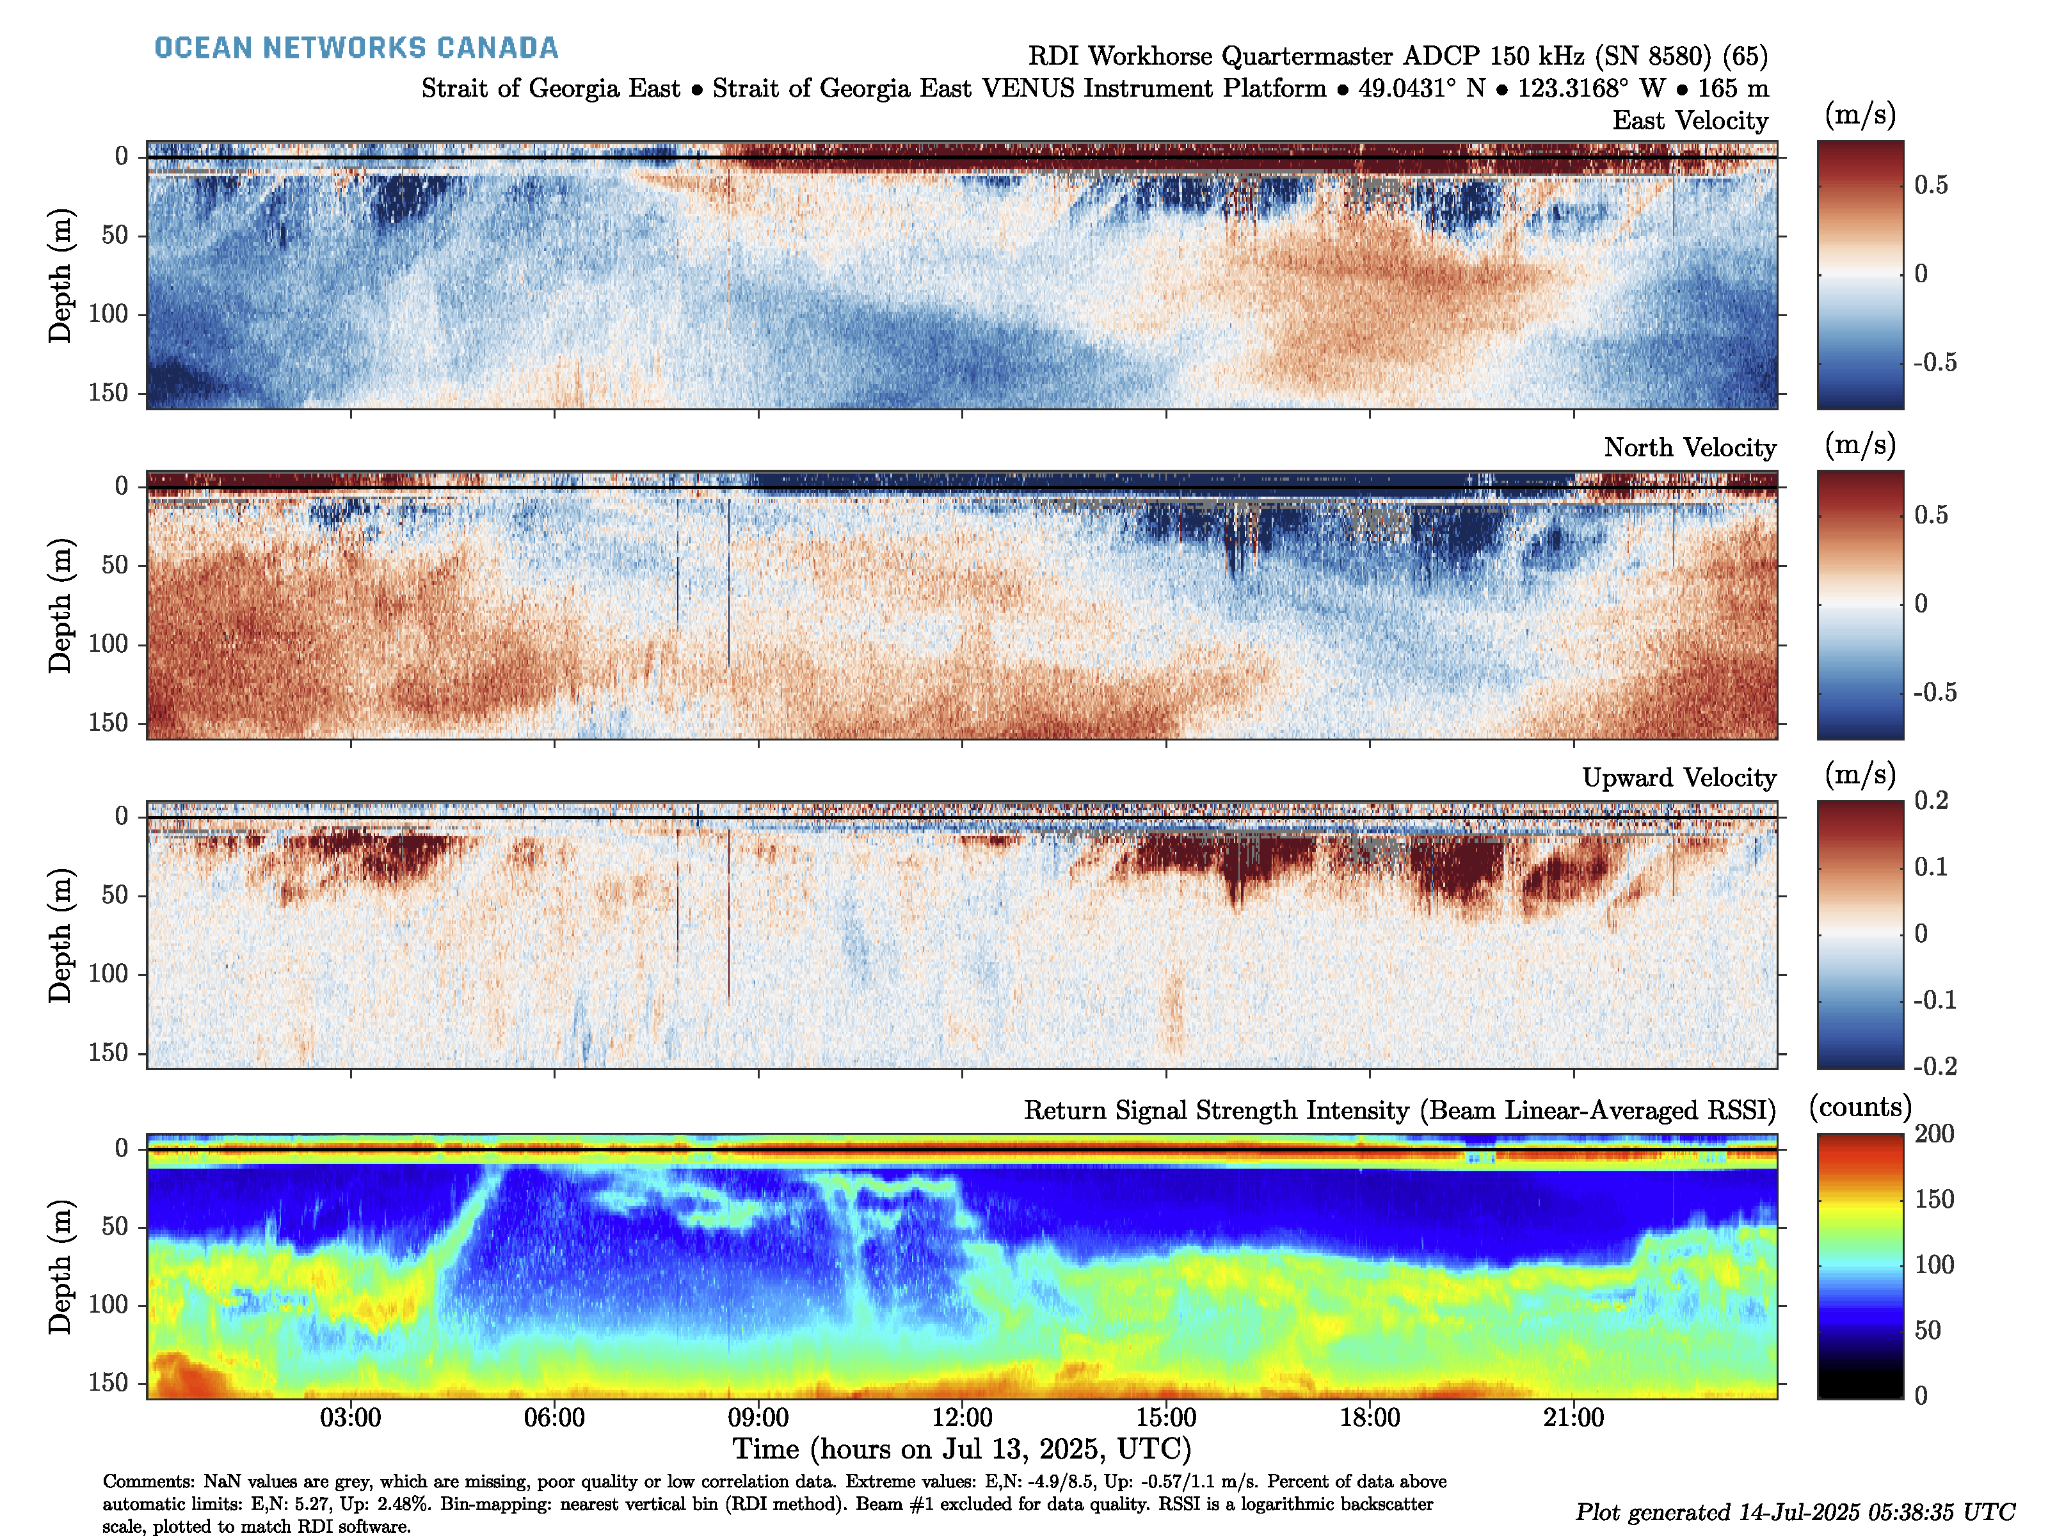 OCEAN NETWORKS CANADA
RDI Workhorse Quartermaster ADCP 150 kHz (SN 8580) (65)
Strait of Georgia East • Strait of Georgia East VENUS Instrument Platform • 49.0431° N • 123.3168° W • 165 m
East Velocity
(m/s)
0
50
100
150
Depth (m)
0.5
0
-0.5
North Velocity
(m/s)
0
50
100
150
Depth (m)
0.5
0
-0.5
Upward Velocity
(m/s)
0
50
100
150
Depth (m)
0.2
0.1
0
-0.1
-0.2
Return Signal Strength Intensity (Beam Linear-Averaged RSSI)
(counts)
0
50
100
150
Depth (m)
200
150
100
50
0
03:00 06:00 09:00 12:00 15:00 18:00 21:00
Time (hours on Jul 13, 2025, UTC)
Comments: NaN values are grey, which are missing, poor quality or low correlation data. Extreme values: E,N: -4.9/8.5, Up: -0.57/1.1 m/s. Percent of data above
automatic limits: E,N: 5.27, Up: 2.48%. Bin-mapping: nearest vertical bin (RDI method). Beam #1 excluded for data quality. RSSI is a logarithmic backscatter
scale, plotted to match RDI software.
Plot generated 14-Jul-2025 05:38:35 UTC